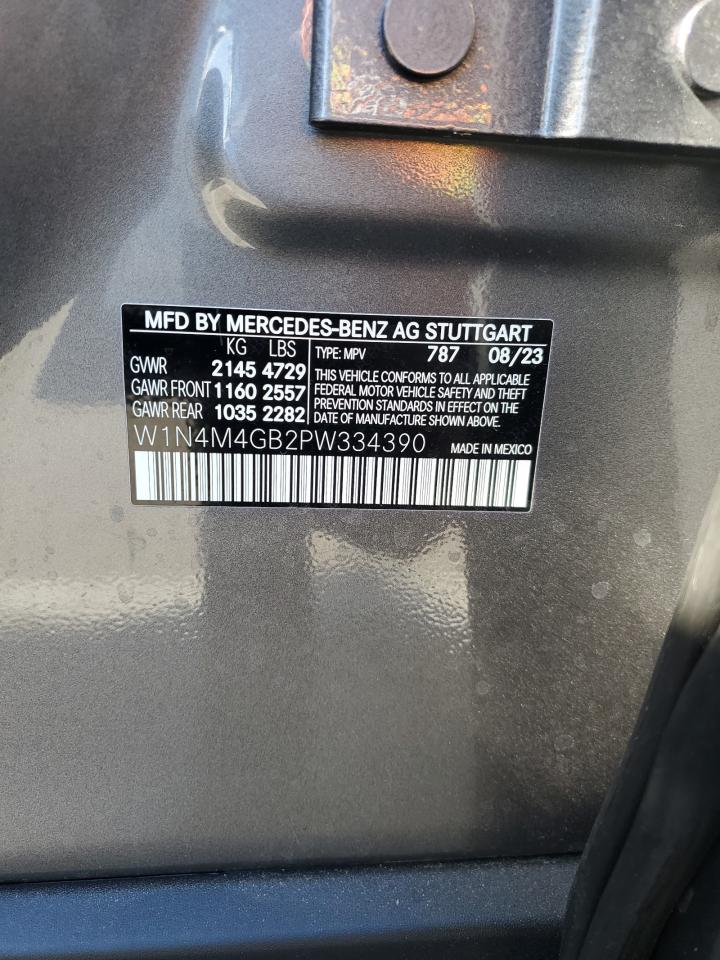 MFD BY MERCEDES-BENZ AG STUTTGART
KG LBS
GVWR 2145 4729
GAWR FRONT 1160 2557
GAWR REAR 1035 2282
TYPE: MPV 787 08/23
THIS VEHICLE CONFORMS TO ALL APPLICABLE
FEDERAL MOTOR VEHICLE SAFETY AND THEFT
PREVENTION STANDARDS IN EFFECT ON THE
DATE OF MANUFACTURE SHOWN ABOVE.
W1N4M4GB2PW334390 MADE IN MEXICO